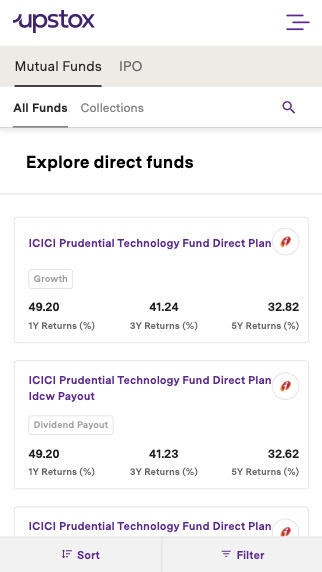 upstox
Mutual Funds IPO
All Funds Collections
Explore direct funds
ICICI Prudential Technology Fund Direct Plan
Growth
49.20 41.24 32.82
1Y Returns (%) 3Y Returns (%) 5Y Returns (%)
ICICI Prudential Technology Fund Direct Plan
Idcw Payout
Dividend Payout
49.20 41.23 32.62
1Y Returns (%) 3Y Returns (%) 5Y Returns (%)
ICICI Prudential Technology Fund Direct Plan
Sort Filter